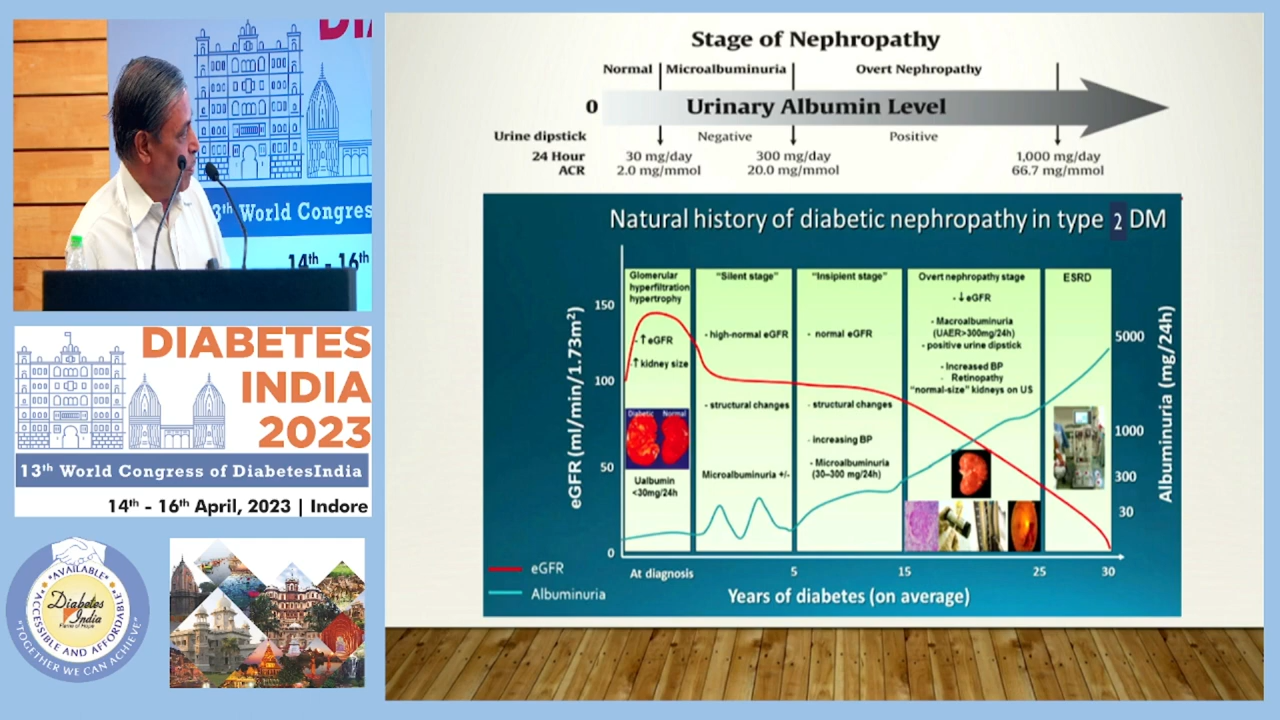 DI
3th World Congres
14th - 16th
DIABETES
INDIA
2023
13th World Congress of DiabetesIndia
14th - 16th April, 2023 | Indore
"AVAILABLE"
"ACCESSIBLE AND AFFORDABLE"
"TOGETHER WE CAN ACHIEVE"
Diabetes
India
Stage of Nephropathy
Normal Microalbuminuria Overt Nephropathy
0 Urinary Albumin Level
Urine dipstick Negative Positive
24 Hour 30 mg/day 300 mg/day 1,000 mg/day
ACR 2.0 mg/mmol 20.0 mg/mmol 66.7 mg/mmol
Natural history of diabetic nephropathy in type 2 DM
eGFR (ml/min/1.73m²)
150
100
50
0
Glomerular
hyperfiltration
hypertrophy
- ↑ eGFR
- ↑ kidney size
Diabetic Normal
Ualbumin
<30mg/24h
"Silent stage"
- high-normal eGFR
- structural changes
Microalbuminuria +/-
"Insipient stage"
- normal eGFR
- structural changes
- increasing BP
- Microalbuminuria
(30–300 mg/24h)
Overt nephropathy stage
- ↓ eGFR
- Macroalbuminuria
(UAER>300mg/24h)
- positive urine dipstick
- Increased BP
- Retinopathy
"normal-size" kidneys on US
ESRD
5000
1000
300
30
Albuminuria (mg/24h)
eGFR
Albuminuria
At diagnosis 5 15 25 30
Years of diabetes (on average)